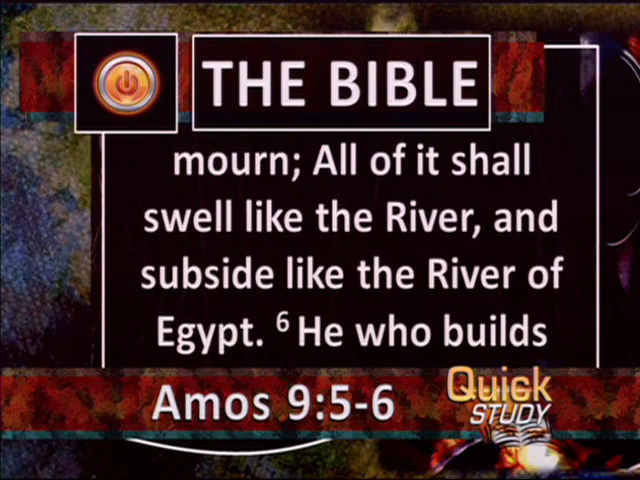 THE BIBLE
mourn; All of it shall
swell like the River, and
subside like the River of
Egypt. 6 He who builds
Amos 9:5-6
Quick
STUDY